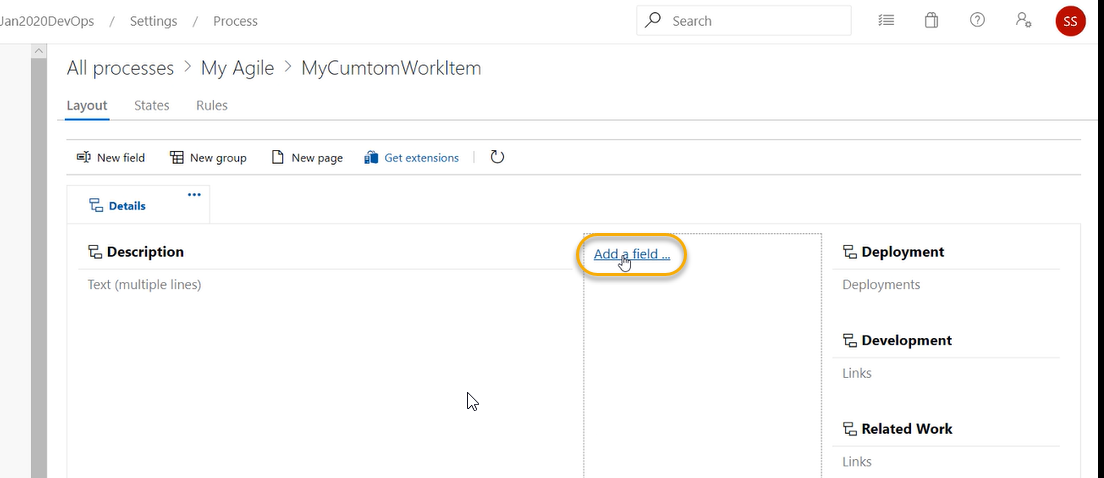 Jan2020DevOps / Settings / Process
Search
SS
All processes > My Agile > MyCumtomWorkItem
Layout States Rules
New field New group New page Get extensions
Details ...
Description
Text (multiple lines)
Add a field ...
Deployment
Deployments
Development
Links
Related Work
Links